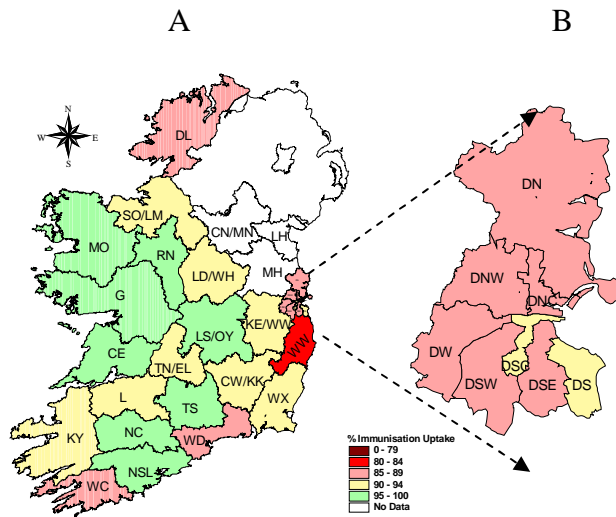 A B
N
W E
S
DL
DN
SO/LM
CN/MN
LH
MO
RN
MH
LD/WH
DNW
G
DNC
LS/OY
KE/WW
WW
CE
TN/EL
DW
DSC
DSW
DSE
DS
CW/KK
L
WX
TS
KY
NC
WD
NSL
WC
% Immunisation Uptake
0 - 79
80 - 84
85 - 89
90 - 94
95 - 100
No Data